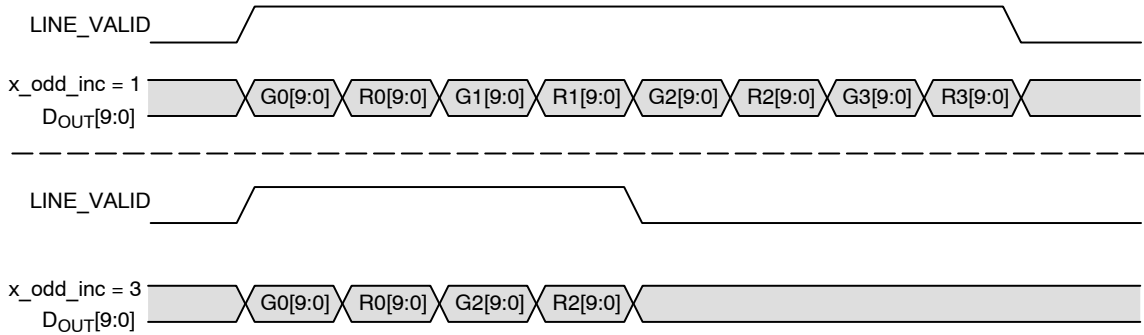 LINE_VALID
x_odd_inc = 1
D_OUT[9:0]
G0[9:0] R0[9:0] G1[9:0] R1[9:0] G2[9:0] R2[9:0] G3[9:0] R3[9:0]
LINE_VALID
x_odd_inc = 3
D_OUT[9:0]
G0[9:0] R0[9:0] G2[9:0] R2[9:0]